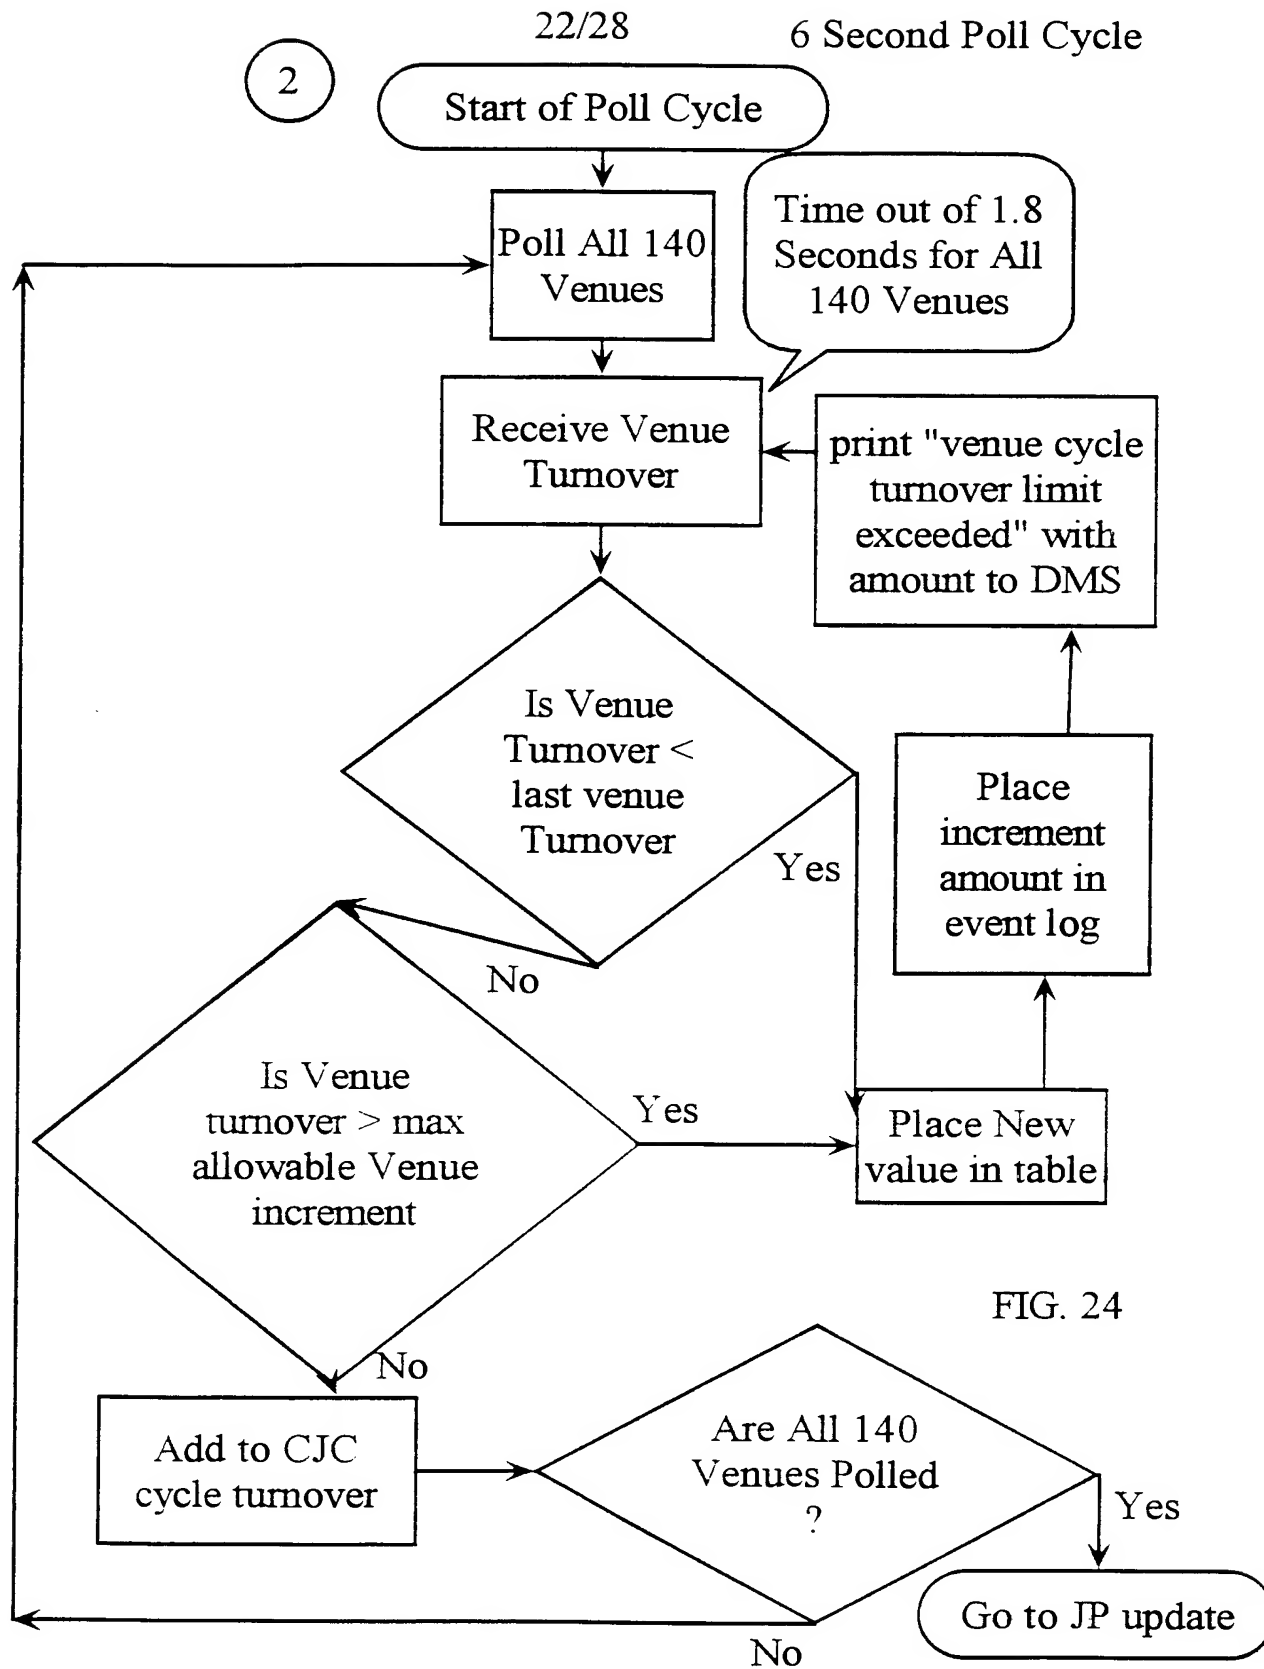 22/28
6 Second Poll Cycle
2
Start of Poll Cycle
Poll All 140
Venues
Time out of 1.8
Seconds for All
140 Venues
Receive Venue
Turnover
print "venue cycle
turnover limit
exceeded" with
amount to DMS
Is Venue
Turnover <
last venue
Turnover
Yes
No
Place
increment
amount in
event log
Is Venue
turnover > max
allowable Venue
increment
Yes
No
Place New
value in table
FIG. 24
Add to CJC
cycle turnover
Are All 140
Venues Polled
?
Yes
No
Go to JP update